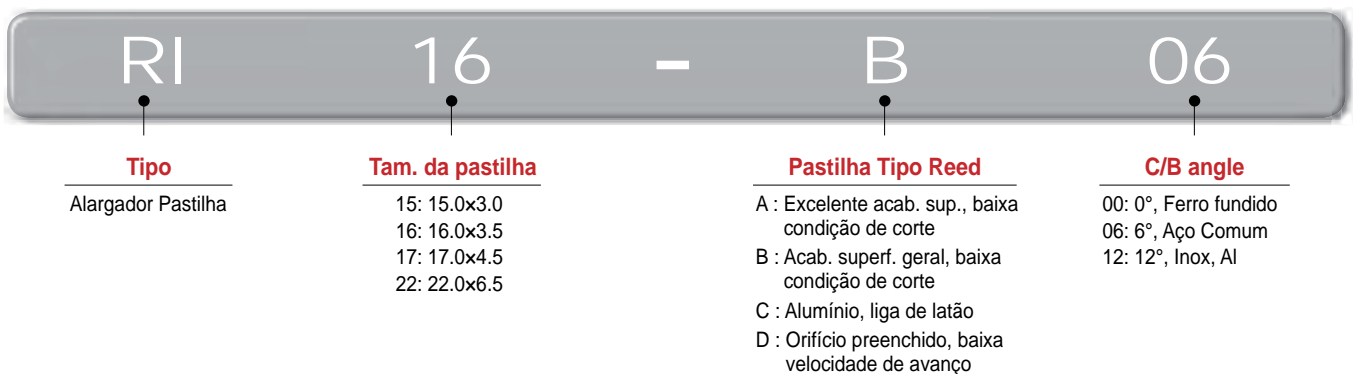 RI 16 - B 06
Tipo
Alargador Pastilha
Tam. da pastilha
15: 15.0×3.0
16: 16.0×3.5
17: 17.0×4.5
22: 22.0×6.5
Pastilha Tipo Reed
A : Excelente acab. sup., baixa
condição de corte
B : Acab. superf. geral, baixa
condição de corte
C : Alumínio, liga de latão
D : Orifício preenchido, baixa
velocidade de avanço
C/B angle
00: 0°, Ferro fundido
06: 6°, Aço Comum
12: 12°, Inox, Al